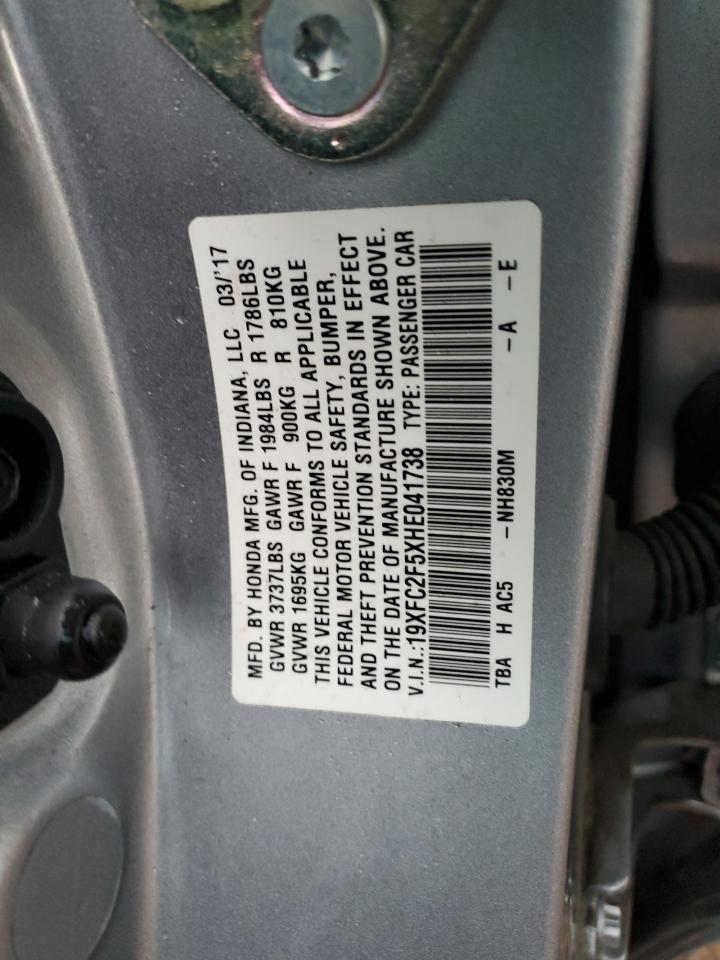 MFD. BY HONDA MFG. OF INDIANA, LLC 03/'17
GVWR 3737LBS GAWR F 1984LBS R 1786LBS
GVWR 1695KG GAWR F 900KG R 810KG
THIS VEHICLE CONFORMS TO ALL APPLICABLE
FEDERAL MOTOR VEHICLE SAFETY, BUMPER,
AND THEFT PREVENTION STANDARDS IN EFFECT
ON THE DATE OF MANUFACTURE SHOWN ABOVE.
V.I.N.:19XFC2F5XHE041738 TYPE: PASSENGER CAR
TBA H AC5 -NH830M -A -E